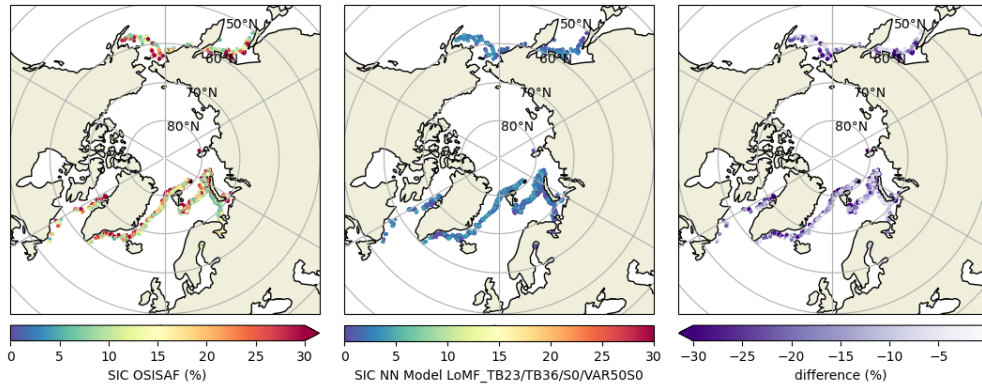 50°N
60°N
70°N
80°N
50°N
60°N
70°N
80°N
50°N
60°N
70°N
80°N
0 5 10 15 20 25 30
SIC OSISAF (%)
0 5 10 15 20 25 30
SIC NN Model LoMF_TB23/TB36/S0/VAR50S0
−30 −25 −20 −15 −10 −5
difference (%)